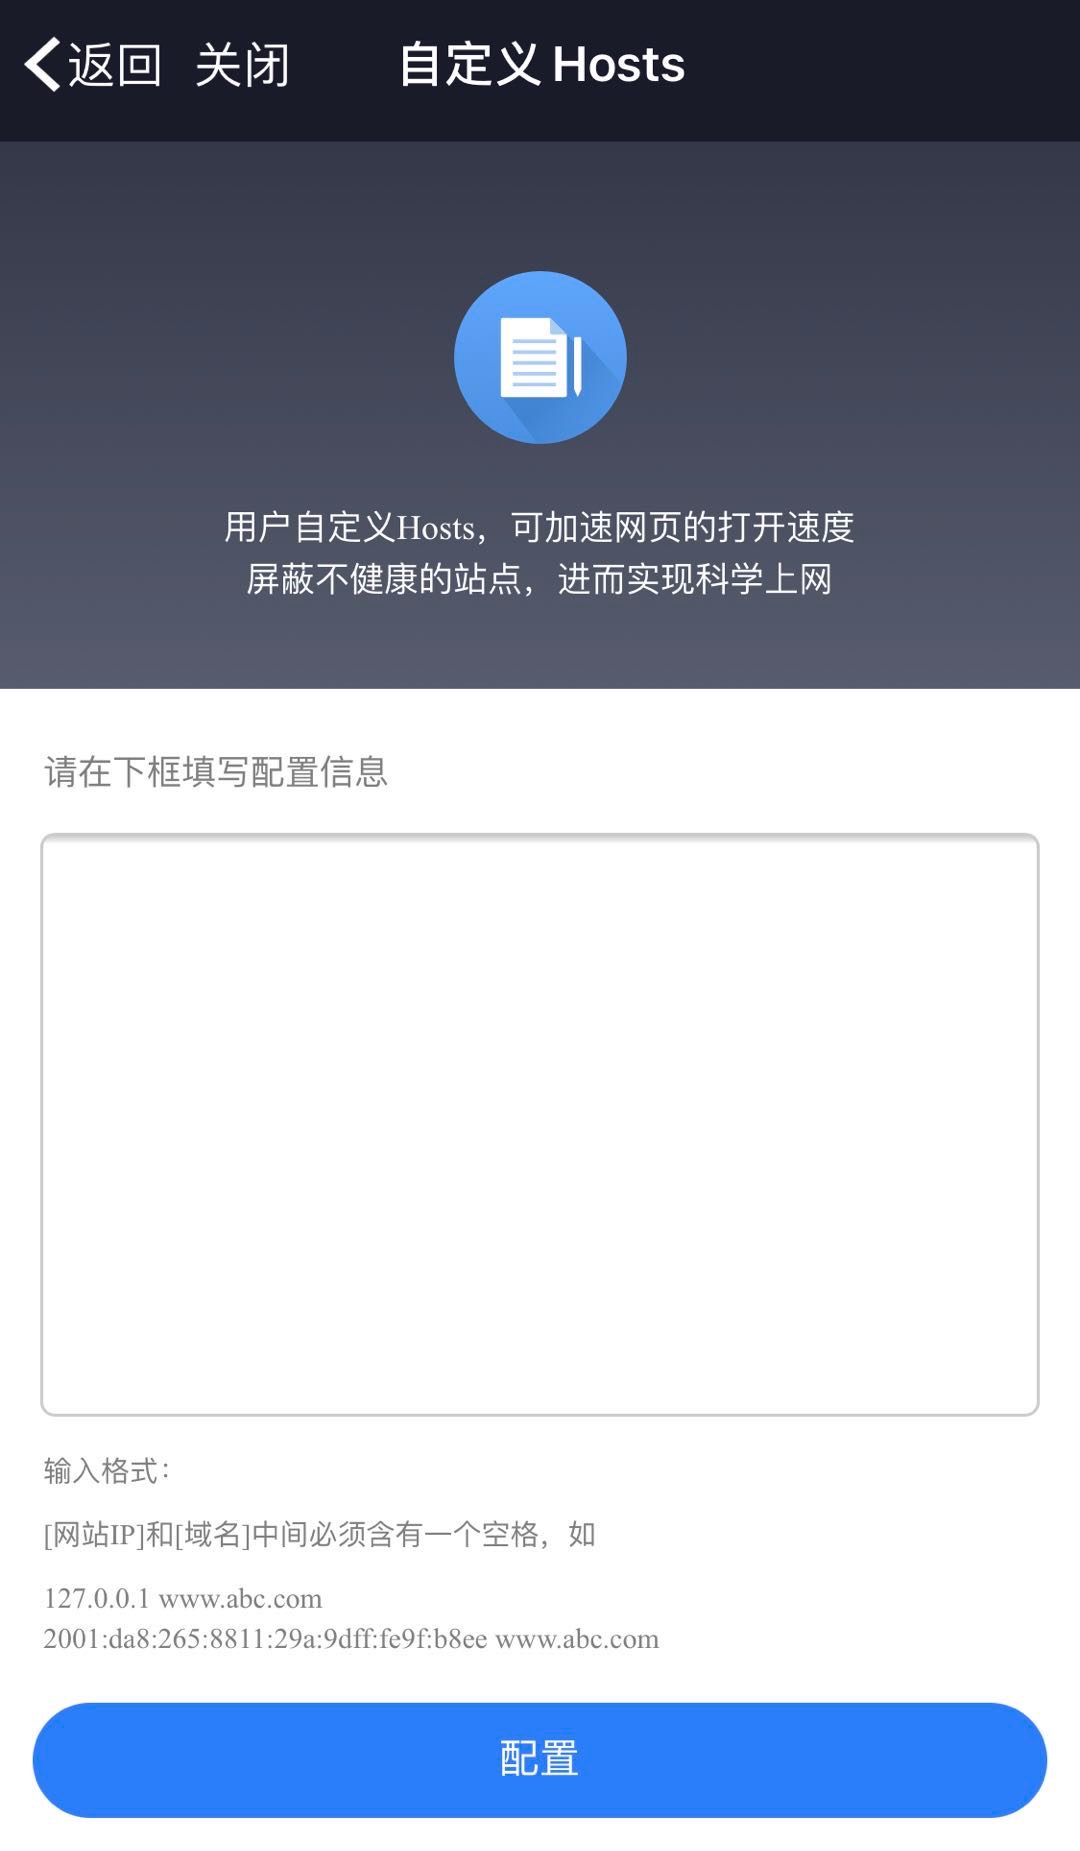 返回 关闭 自定义 Hosts
用户自定义Hosts，可加速网页的打开速度
屏蔽不健康的站点，进而实现科学上网
请在下框填写配置信息
输入格式：
[网站IP]和[域名]中间必须含有一个空格，如
127.0.0.1 www.abc.com
2001:da8:265:8811:29a:9dff:fe9f:b8ee www.abc.com
配置